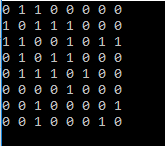 0 1 1 0 0 0 0 0
1 0 1 1 1 0 0 0
1 1 0 0 1 0 1 1
0 1 0 1 1 0 0 0
0 1 1 1 0 1 0 0
0 0 0 0 1 0 0 0
0 0 1 0 0 0 0 1
0 0 1 0 0 0 1 0